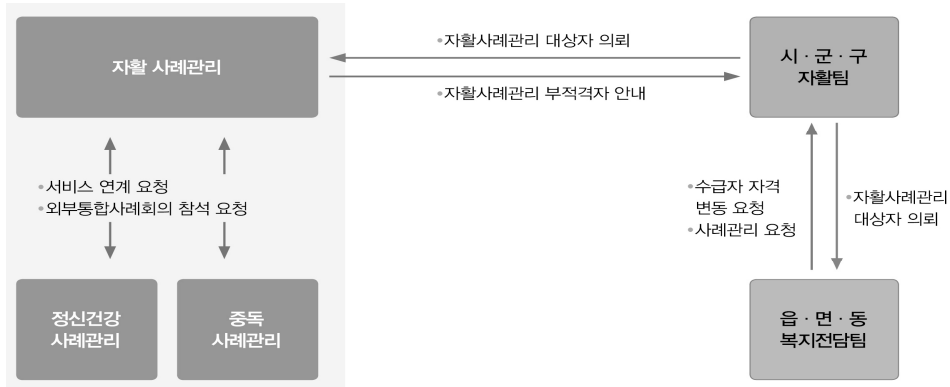 자활 사례관리
•자활사례관리 대상자 의뢰
•자활사례관리 부적격자 안내
시·군·구
자활팀
•서비스 연계 요청
•외부통합사례회의 참석 요청
•수급자 자격
변동 요청
•사례관리 요청
•자활사례관리
대상자 의뢰
정신건강
사례관리
중독
사례관리
읍·면·동
복지전담팀